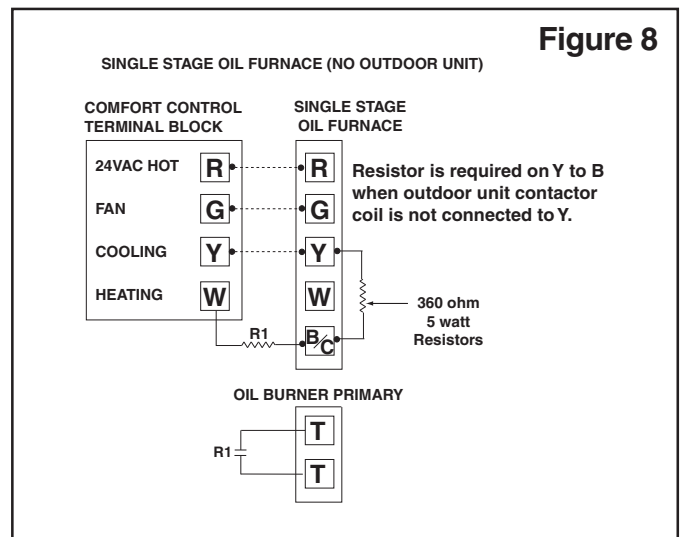 Figure 8
SINGLE STAGE OIL FURNACE (NO OUTDOOR UNIT)
COMFORT CONTROL
TERMINAL BLOCK
SINGLE STAGE
OIL FURNACE
24VAC HOT R R
FAN G G
COOLING Y Y
HEATING W W
Resistor is required on Y to B
when outdoor unit contactor
coil is not connected to Y.
360 ohm
5 watt
Resistors
R1
B/C
OIL BURNER PRIMARY
T
R1
T